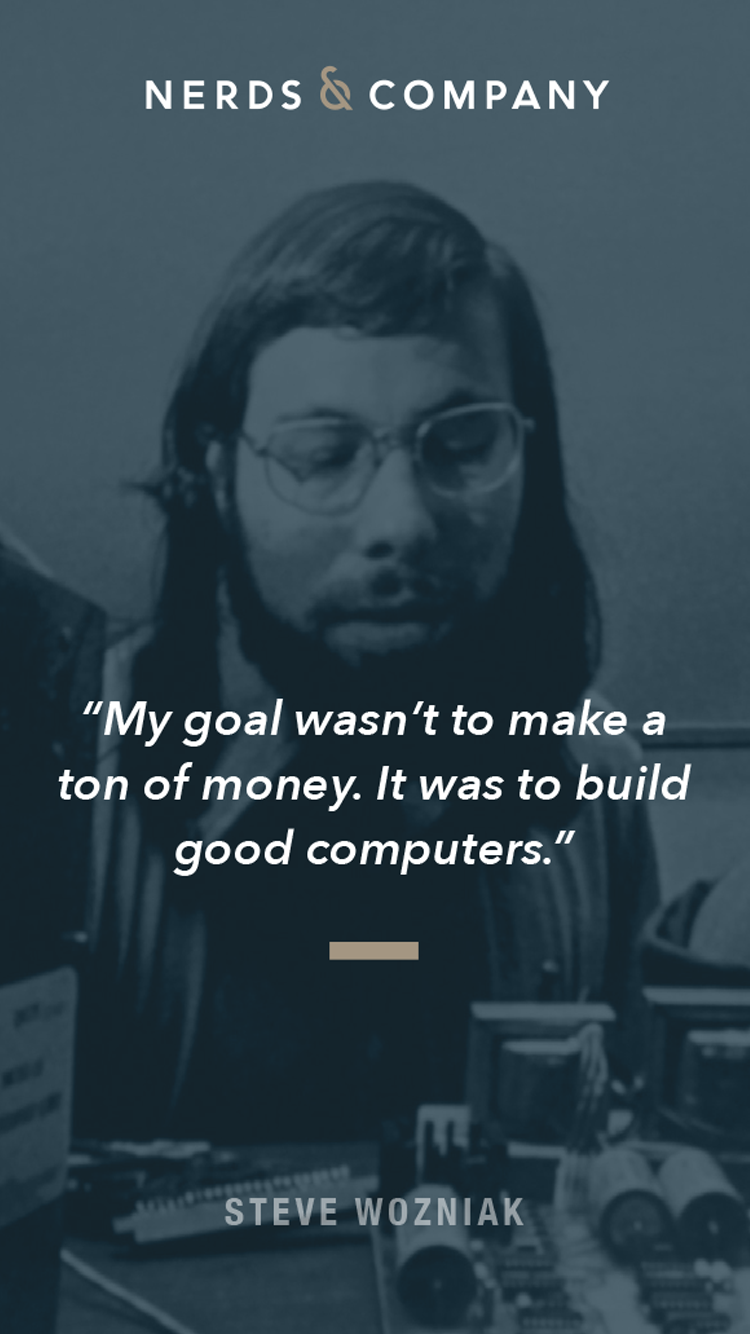 NERDS & COMPANY
“My goal wasn’t to make a
ton of money. It was to build
good computers.”
STEVE WOZNIAK